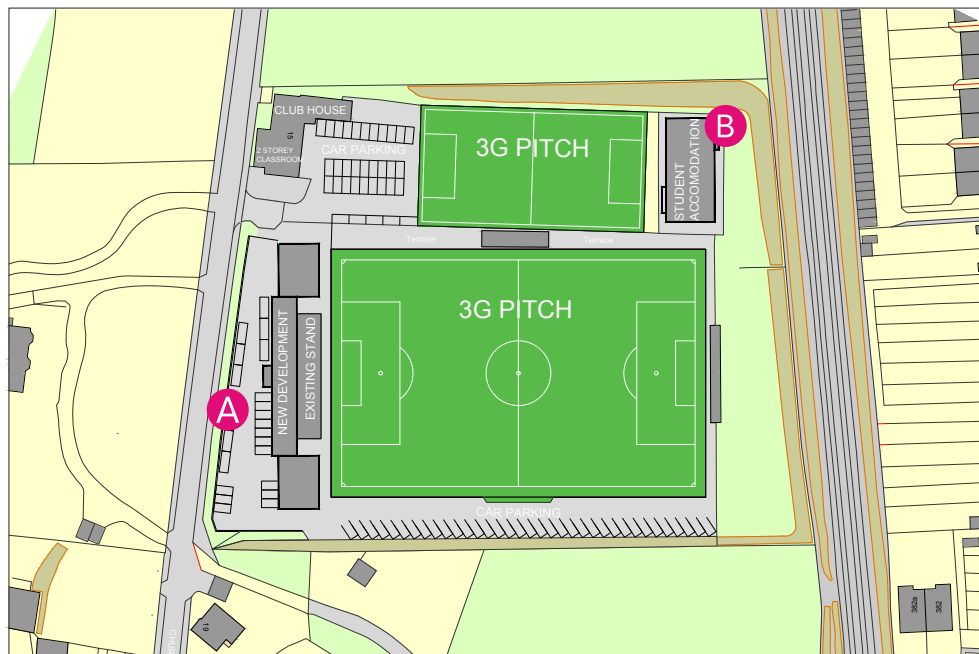 CLUB HOUSE
15
2 STOREY
CLASSROOM
CAR PARKING
3G PITCH
STUDENT
ACCOMODATION
B
Terrace
Terrace
3G PITCH
NEW DEVELOPMENT
EXISTING STAND
A
CAR PARKING
19
382a
382